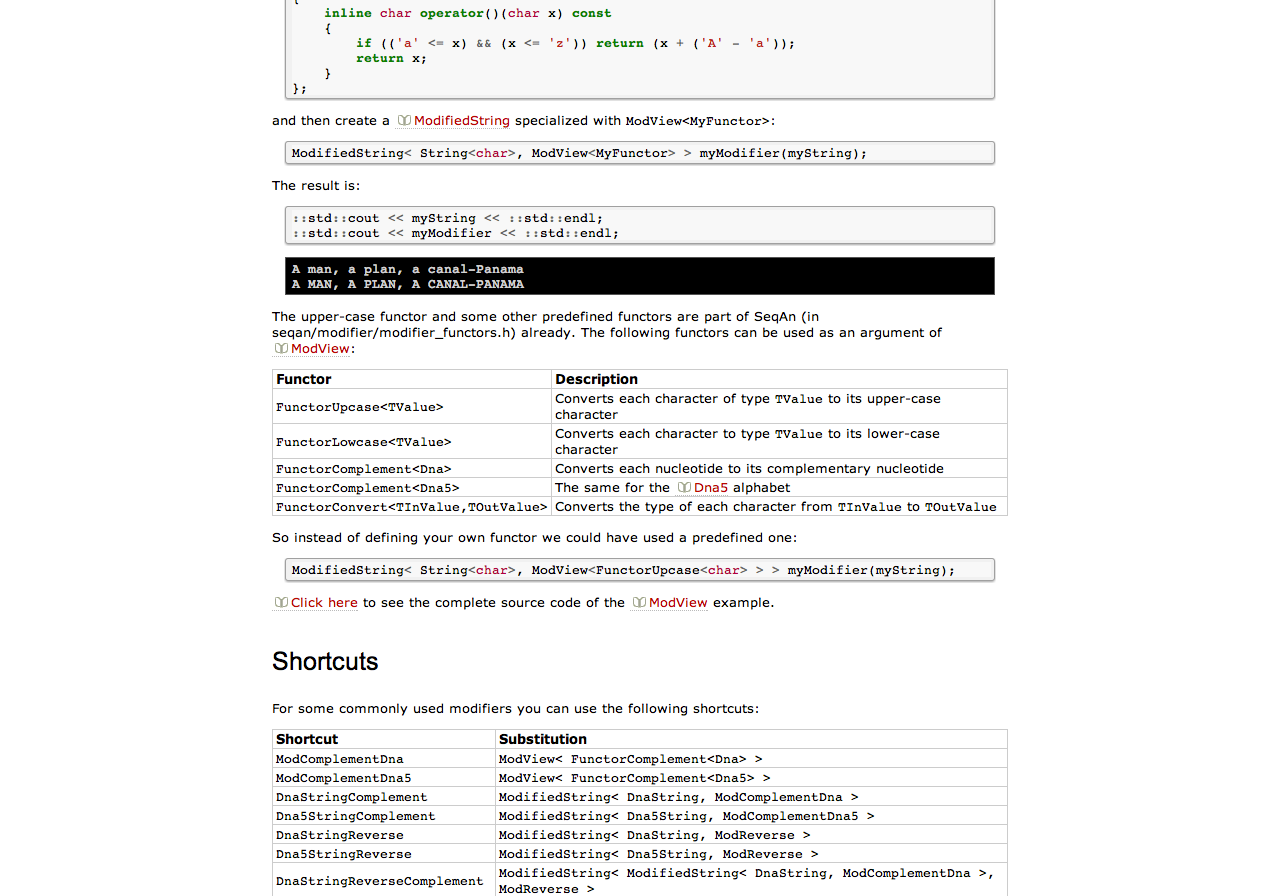 {
inline char operator()(char x) const
{
if (('a' <= x) && (x <= 'z')) return (x + ('A' - 'a'));
return x;
}
};
and then create a ModifiedString specialized with ModView<MyFunctor>:
ModifiedString< String<char>, ModView<MyFunctor> > myModifier(myString);
The result is:
::std::cout << myString << ::std::endl;
::std::cout << myModifier << ::std::endl;
A man, a plan, a canal-Panama
A MAN, A PLAN, A CANAL-PANAMA
The upper-case functor and some other predefined functors are part of SeqAn (in
seqan/modifier/modifier_functors.h) already. The following functors can be used as an argument of
ModView:
Functor Description
FunctorUpcase<TValue> Converts each character of type TValue to its upper-case
character
FunctorLowcase<TValue> Converts each character to type TValue to its lower-case
character
FunctorComplement<Dna> Converts each nucleotide to its complementary nucleotide
FunctorComplement<Dna5> The same for the Dna5 alphabet
FunctorConvert<TInValue,TOutValue> Converts the type of each character from TInValue to TOutValue
So instead of defining your own functor we could have used a predefined one:
ModifiedString< String<char>, ModView<FunctorUpcase<char> > > myModifier(myString);
Click here to see the complete source code of the ModView example.
Shortcuts
For some commonly used modifiers you can use the following shortcuts:
Shortcut Substitution
ModComplementDna ModView< FunctorComplement<Dna> >
ModComplementDna5 ModView< FunctorComplement<Dna5> >
DnaStringComplement ModifiedString< DnaString, ModComplementDna >
Dna5StringComplement ModifiedString< Dna5String, ModComplementDna5 >
DnaStringReverse ModifiedString< DnaString, ModReverse >
Dna5StringReverse ModifiedString< Dna5String, ModReverse >
DnaStringReverseComplement ModifiedString< ModifiedString< DnaString, ModComplementDna >,
ModReverse >